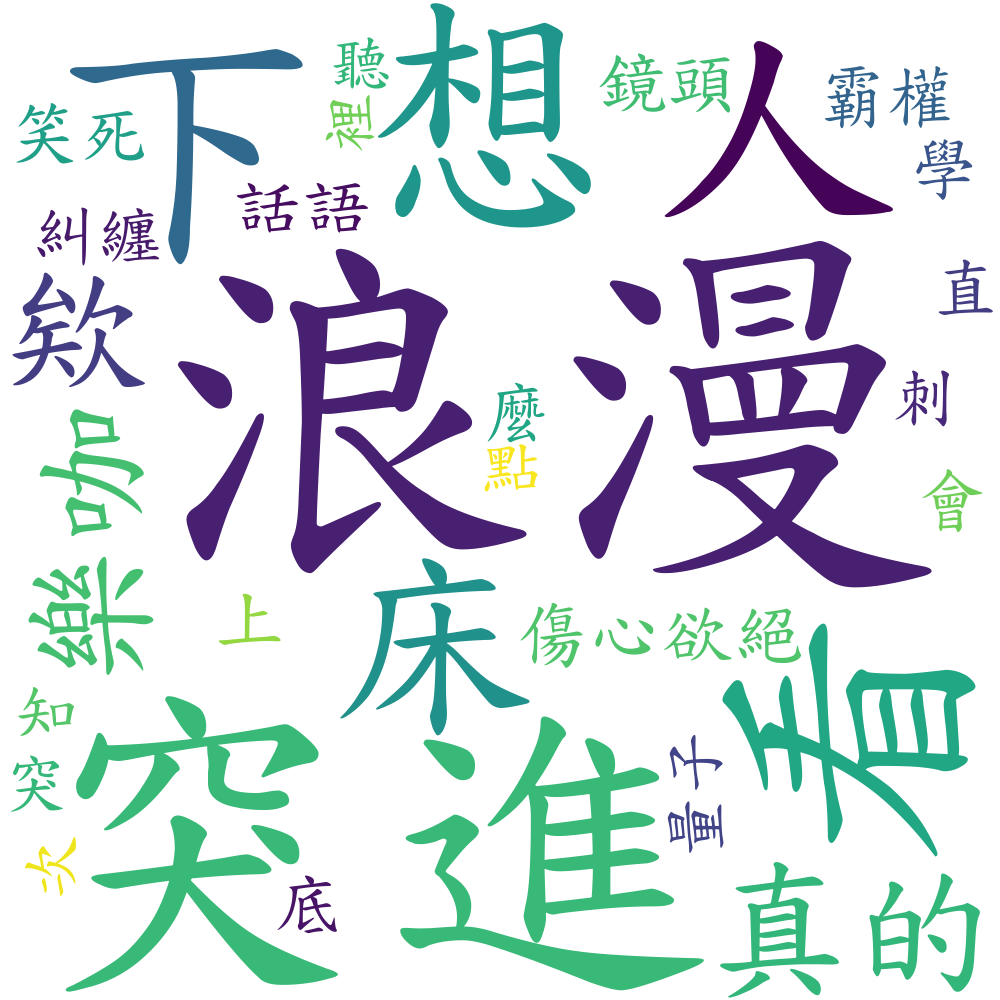 下
想
人
聽
裡
鏡頭
霸權
笑死
學
話語
糾纏
浪漫
直
欸
刺
麼
點
咖
會
樂
床
上
傷心欲絕
看
知
突
突進
量子
次
底
真的